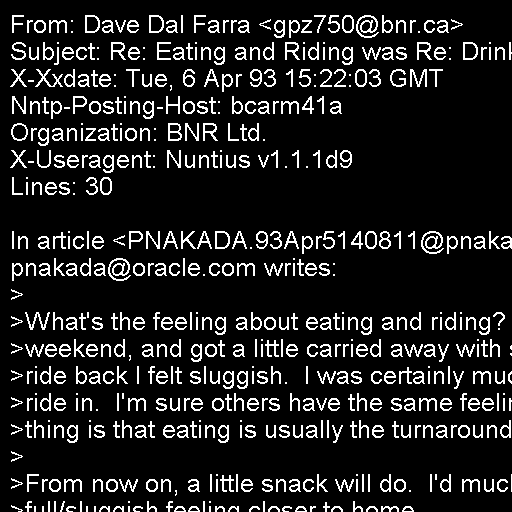 From: Dave Dal Farra <gpz750@bnr.ca>
Subject: Re: Eating and Riding was Re: Drin
X-Xxdate: Tue, 6 Apr 93 15:22:03 GMT
Nntp-Posting-Host: bcarm41a
Organization: BNR Ltd.
X-Useragent: Nuntius v1.1.1d9
Lines: 30

In article <PNAKADA.93Apr5140811@pnaka
pnakada@oracle.com writes:
>
>What's the feeling about eating and riding?
>weekend, and got a little carried away with s
>ride back I felt sluggish.  I was certainly muc
>ride in.  I'm sure others have the same feelin
>thing is that eating is usually the turnaround
>
>From now on, a little snack will do.  I'd muc
>full/sluggish feeling closer to home.